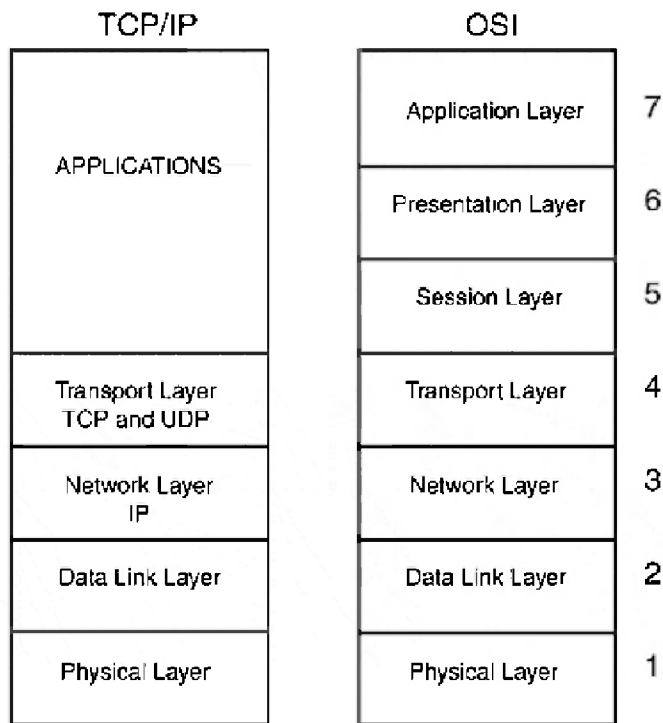 TCP/IP
APPLICATIONS
Transport Layer
TCP and UDP
Network Layer
IP
Data Link Layer
Physical Layer
OSI
Application Layer 7
Presentation Layer 6
Session Layer 5
Transport Layer 4
Network Layer 3
Data Link Layer 2
Physical Layer 1